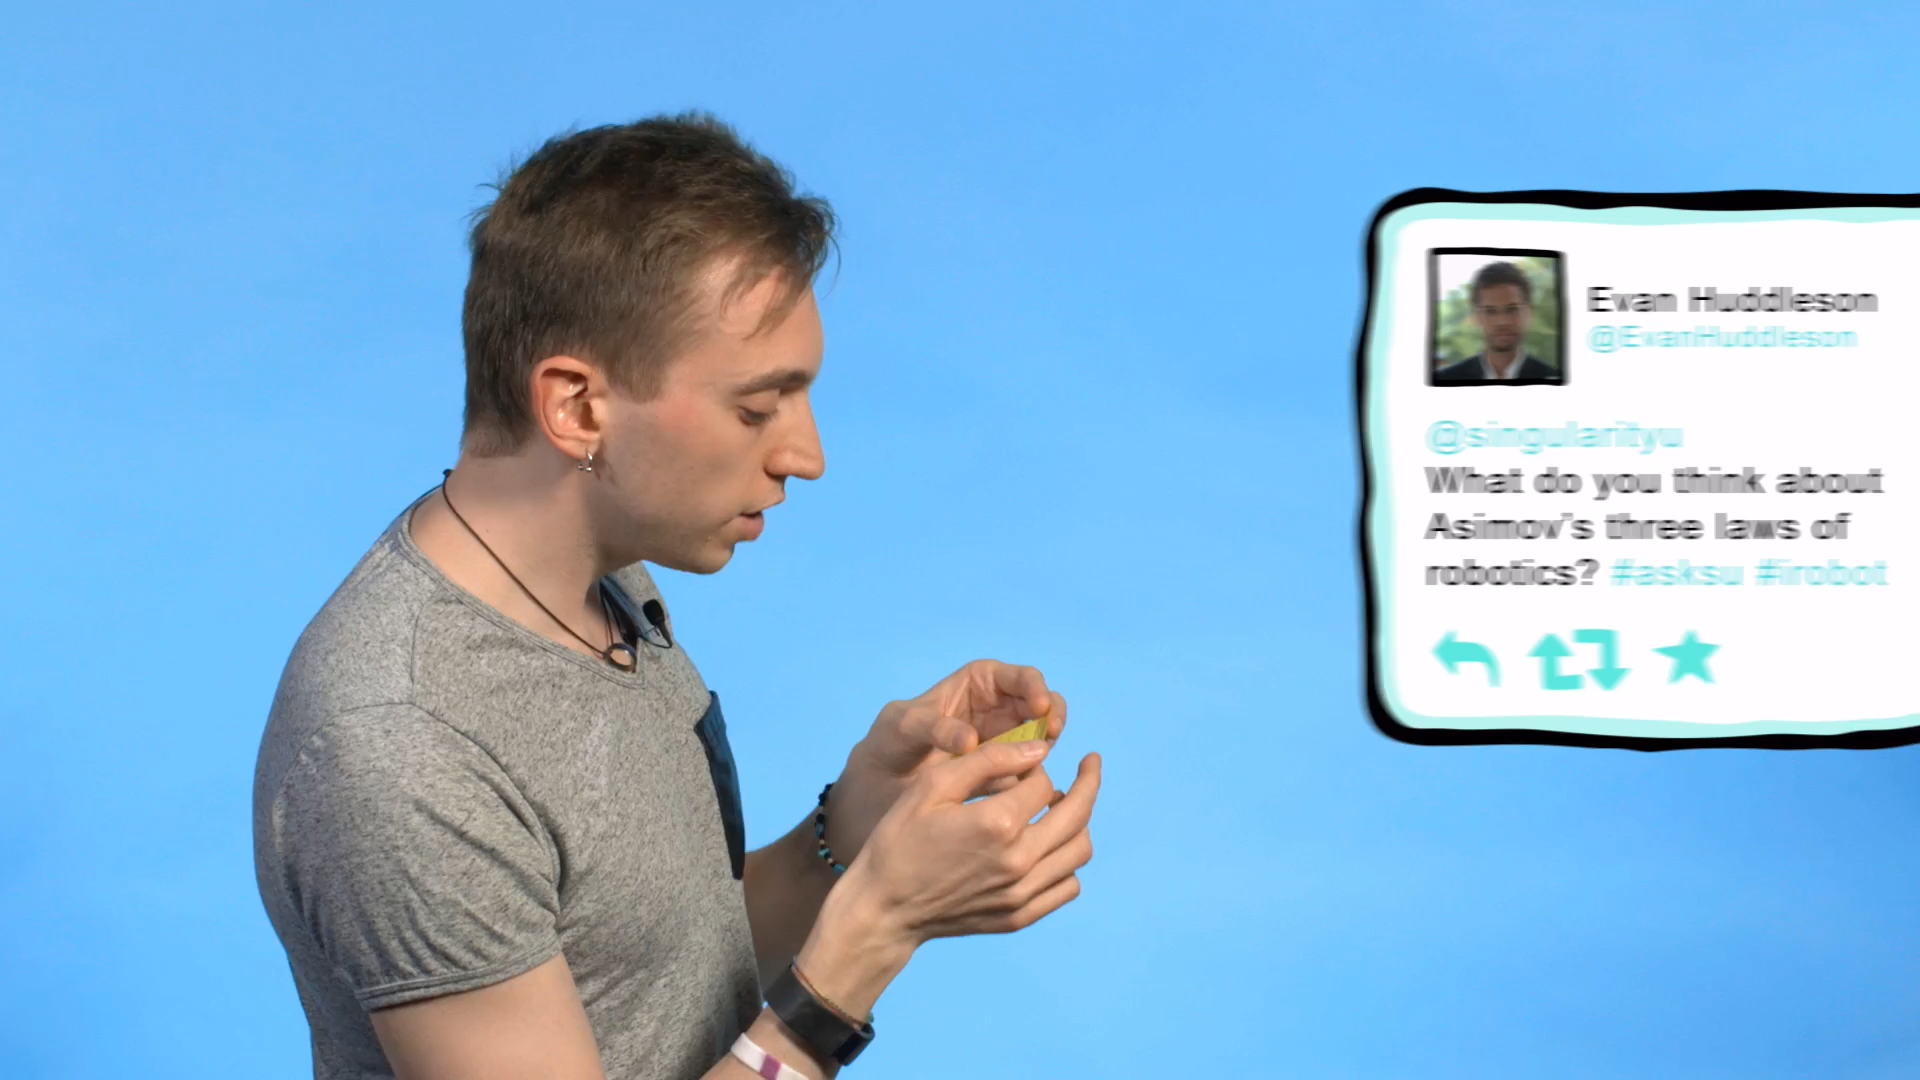 Evan Huddleson
@EvanHuddleson
@singularityu
What do you think about
Asimov's three laws of
robotics? #asksu #irobot